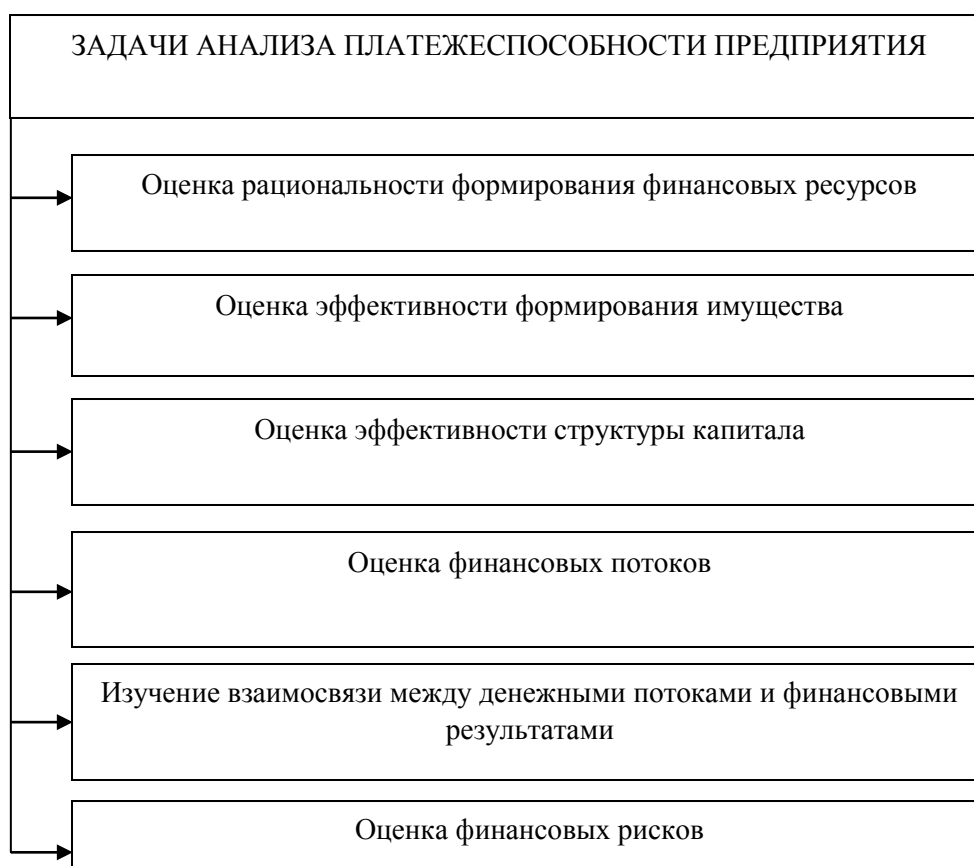 ЗАДАЧИ АНАЛИЗА ПЛАТЕЖЕСПОСОБНОСТИ ПРЕДПРИЯТИЯ
Оценка рациональности формирования финансовых ресурсов
Оценка эффективности формирования имущества
Оценка эффективности структуры капитала
Оценка финансовых потоков
Изучение взаимосвязи между денежными потоками и финансовыми
результатами
Оценка финансовых рисков